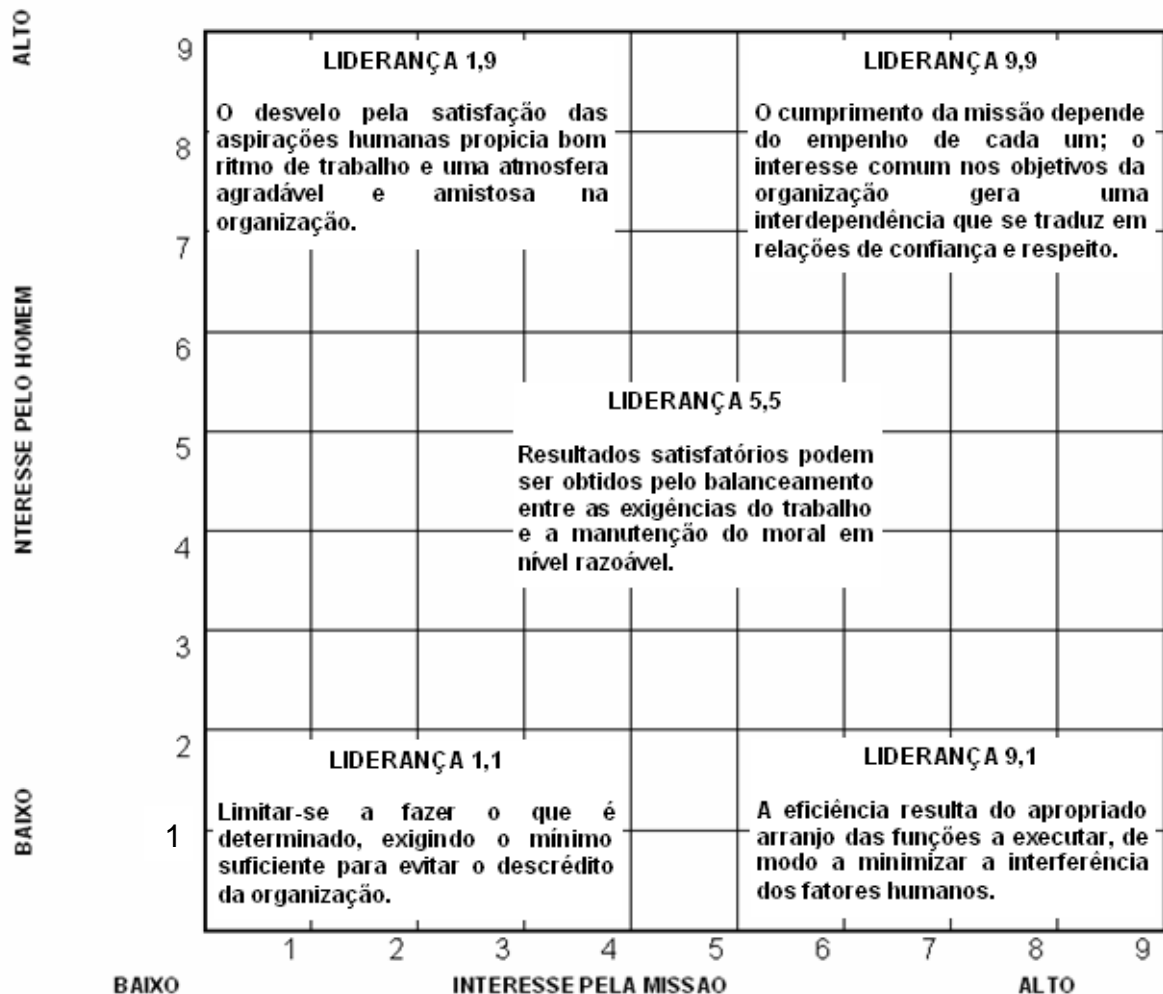 ALTO
NTERESSE PELO HOMEM
BAIXO
9
8
7
6
5
4
3
2
1
LIDERANÇA 1,9
O desvelo pela satisfação das
aspirações humanas propicia bom
ritmo de trabalho e uma atmosfera
agradável e amistosa na
organização.
LIDERANÇA 9,9
O cumprimento da missão depende
do empenho de cada um; o
interesse comum nos objetivos da
organização gera uma
interdependência que se traduz em
relações de confiança e respeito.
LIDERANÇA 5,5
Resultados satisfatórios podem
ser obtidos pelo balanceamento
entre as exigências do trabalho
e a manutenção do moral em
nível razoável.
LIDERANÇA 1,1
Limitar-se a fazer o que é
determinado, exigindo o mínimo
suficiente para evitar o descrédito
da organização.
LIDERANÇA 9,1
A eficiência resulta do apropriado
arranjo das funções a executar, de
modo a minimizar a interferência
dos fatores humanos.
1 2 3 4 5 6 7 8 9
BAIXO INTERESSE PELA MISSAO ALTO